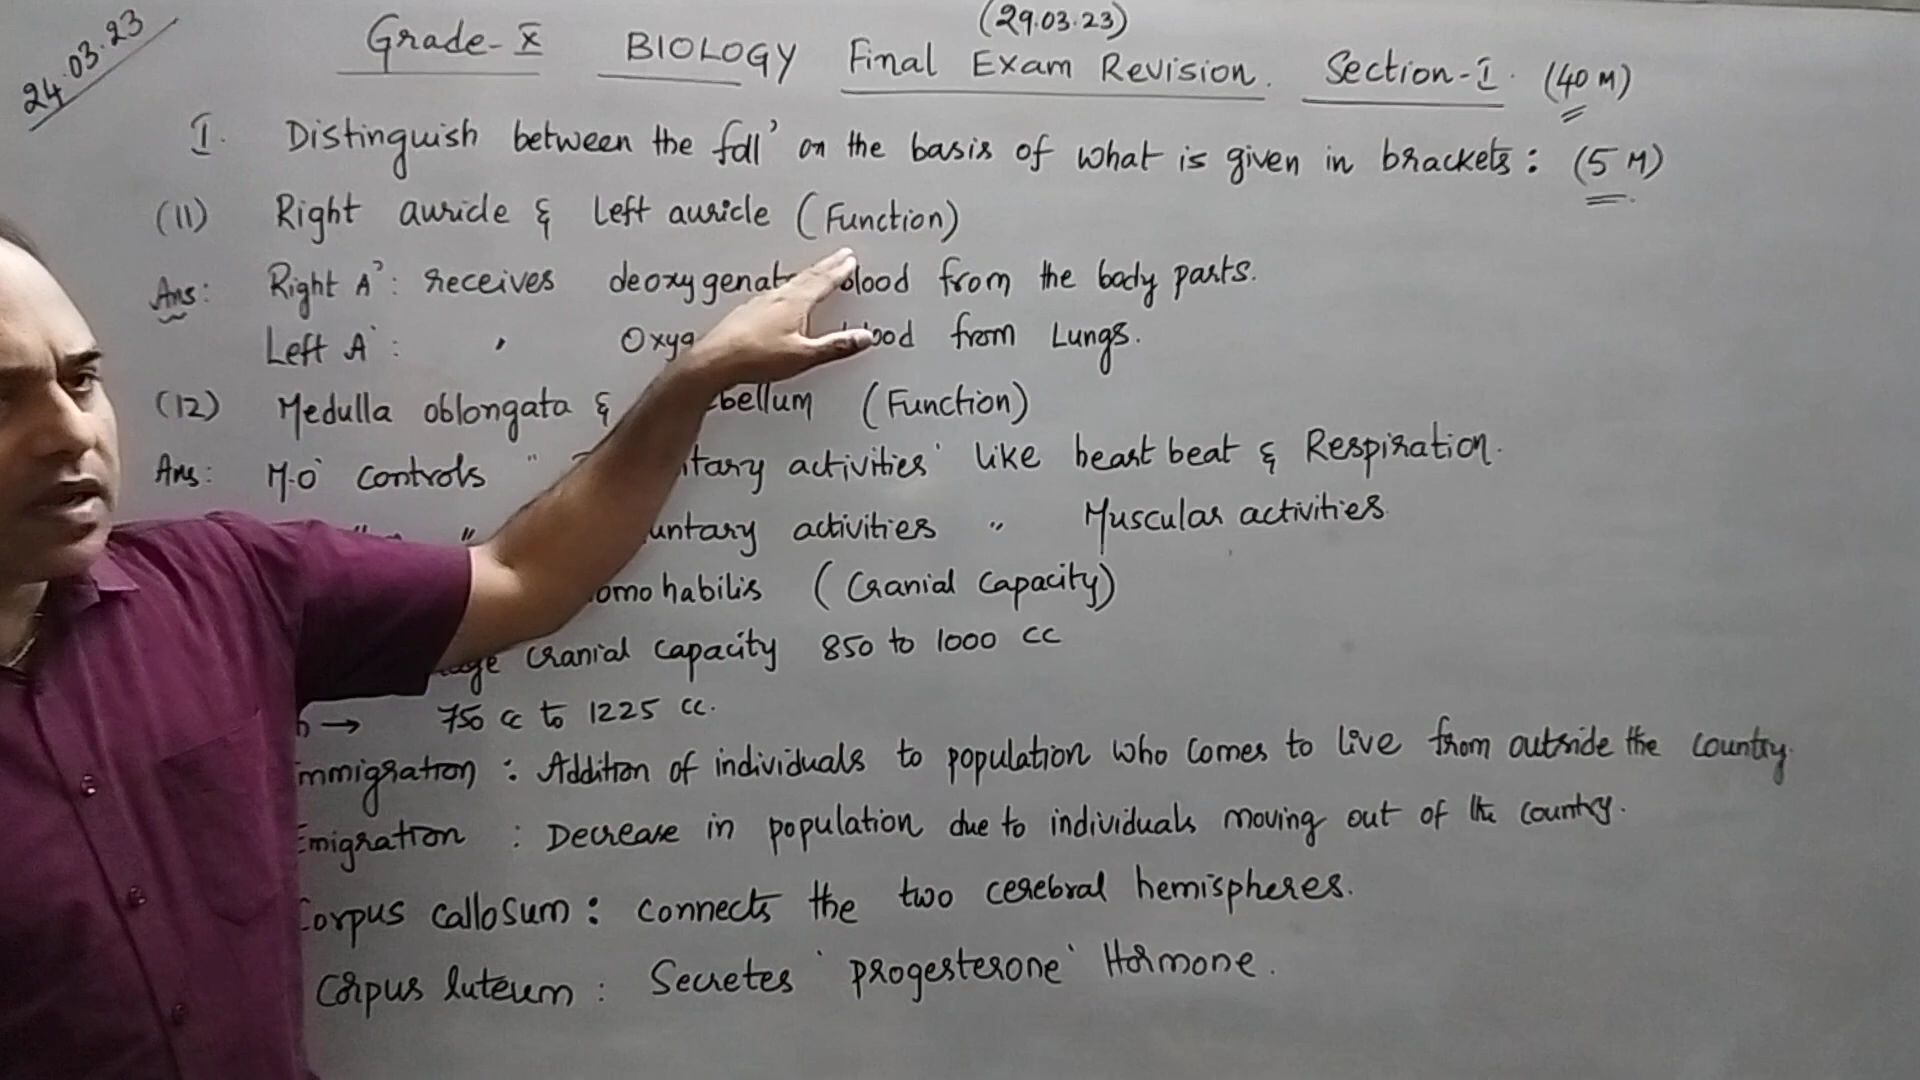 24.03.23
(29.03.23)
Grade-X BIOLOGY Final Exam Revision. Section-I. (40 M)
I. Distinguish between the foll' on the basis of what is given in brackets: (5 M)
(11) Right auricle & Left auricle (Function)
Ans: Right A': receives deoxygenat blood from the body parts.
Left A': " Oxyg blood from Lungs.
(12) Medulla oblongata & bellum (Function)
Ans: M.O controls " itary activities' like heart beat & Respiration.
" untary activities " Muscular activities.
omo habilis (Cranial Capacity)
age Cranial Capacity 850 to 1000 cc
→ 750 cc to 1225 cc.
mmigration : Addition of individuals to population who comes to live from outside the country.
Emigration : Decrease in population due to individuals moving out of the country.
Corpus callosum : connects the two cerebral hemispheres.
Corpus luteum : Secretes 'progesterone' Hormone.